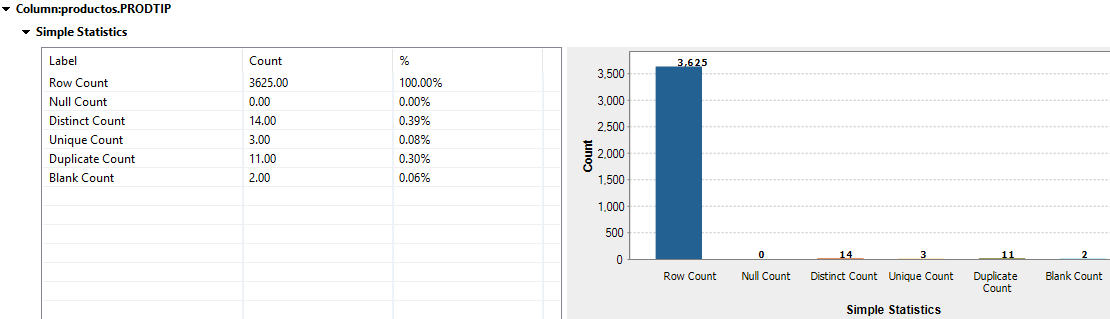 Column:productos.PRODTIP
Simple Statistics
Label Count %
Row Count 3625.00 100.00%
Null Count 0.00 0.00%
Distinct Count 14.00 0.39%
Unique Count 3.00 0.08%
Duplicate Count 11.00 0.30%
Blank Count 2.00 0.06%
3,625
3,500
3,000
2,500
2,000
1,500
1,000
500
0
Count
0 14 3 11 2
Row Count Null Count Distinct Count Unique Count Duplicate Count Blank Count
Simple Statistics